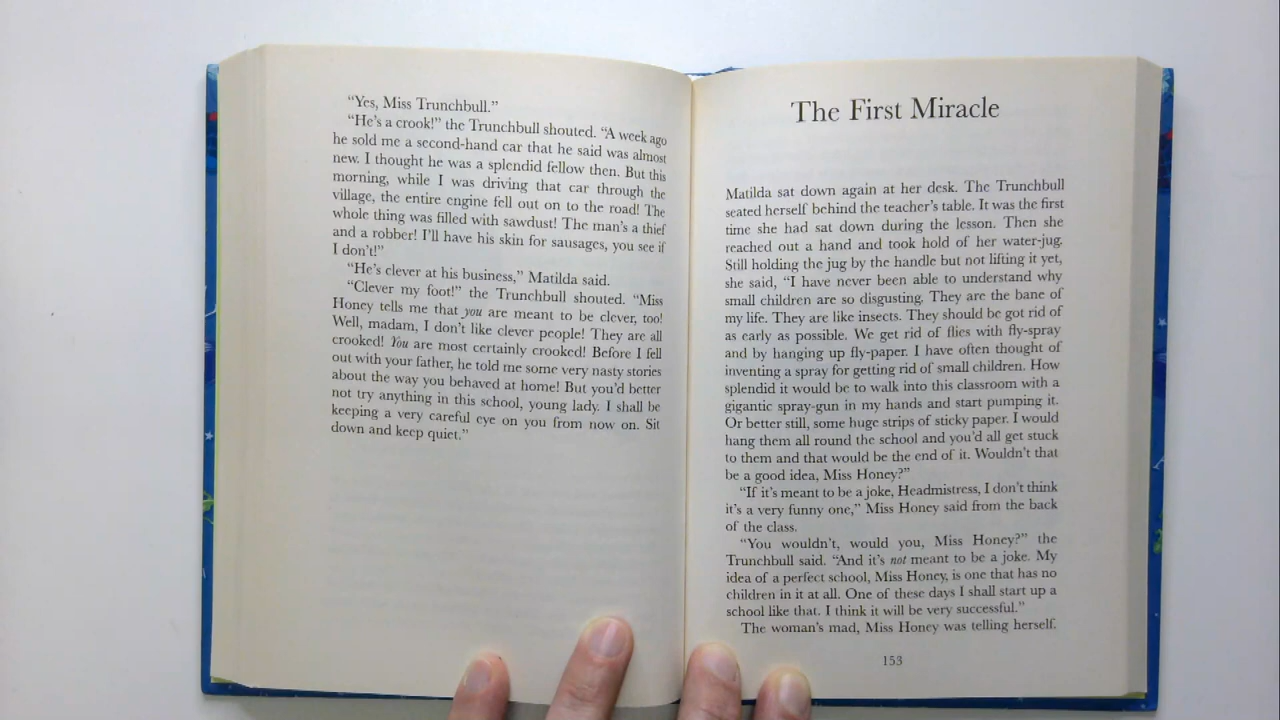 “Yes, Miss Trunchbull.”
“He’s a crook!” the Trunchbull shouted. “A week ago
he sold me a second-hand car that he said was almost
new. I thought he was a splendid fellow then. But this
morning, while I was driving that car through the
village, the entire engine fell out on to the road! The
whole thing was filled with sawdust! The man’s a thief
and a robber! I’ll have his skin for sausages, you see if
I don’t!”
“He’s clever at his business,” Matilda said.
“Clever my foot!” the Trunchbull shouted. “Miss
Honey tells me that you are meant to be clever, too!
Well, madam, I don’t like clever people! They are all
crooked! You are most certainly crooked! Before I fell
out with your father, he told me some very nasty stories
about the way you behaved at home! But you’d better
not try anything in this school, young lady. I shall be
keeping a very careful eye on you from now on. Sit
down and keep quiet.”
The First Miracle
Matilda sat down again at her desk. The Trunchbull
seated herself behind the teacher’s table. It was the first
time she had sat down during the lesson. Then she
reached out a hand and took hold of her water-jug.
Still holding the jug by the handle but not lifting it yet,
she said, “I have never been able to understand why
small children are so disgusting. They are the bane of
my life. They are like insects. They should be got rid of
as early as possible. We get rid of flies with fly-spray
and by hanging up fly-paper. I have often thought of
inventing a spray for getting rid of small children. How
splendid it would be to walk into this classroom with a
gigantic spray-gun in my hands and start pumping it.
Or better still, some huge strips of sticky paper. I would
hang them all round the school and you’d all get stuck
to them and that would be the end of it. Wouldn’t that
be a good idea, Miss Honey?”
“If it’s meant to be a joke, Headmistress, I don’t think
it’s a very funny one,” Miss Honey said from the back
of the class.
“You wouldn’t, would you, Miss Honey?” the
Trunchbull said. “And it’s not meant to be a joke. My
idea of a perfect school, Miss Honey, is one that has no
children in it at all. One of these days I shall start up a
school like that. I think it will be very successful.”
The woman’s mad, Miss Honey was telling herself.
153